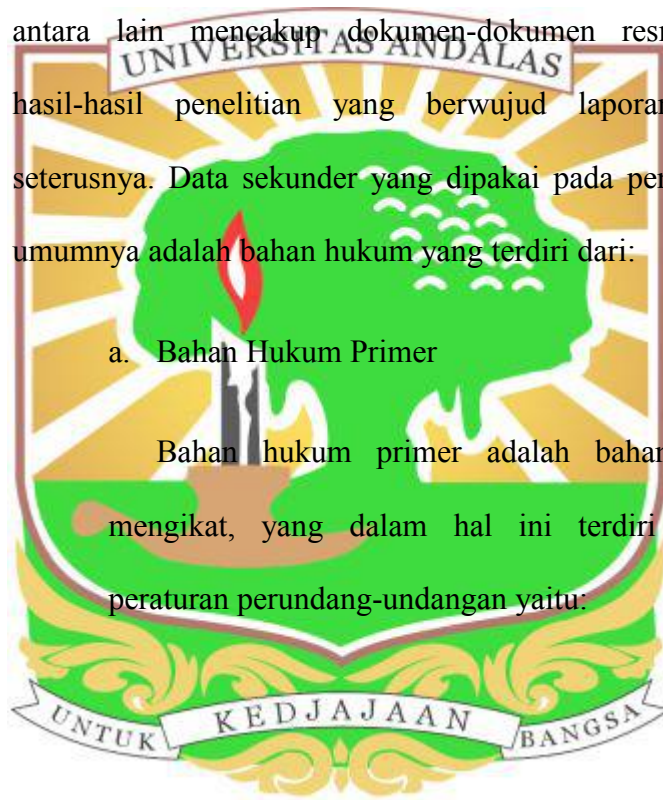 antara lain mencakup dokumen-dokumen resm
UNIVERSITAS ANDALAS
hasil-hasil penelitian yang berwujud laporan
seterusnya. Data sekunder yang dipakai pada pen
umumnya adalah bahan hukum yang terdiri dari:
a. Bahan Hukum Primer
Bahan hukum primer adalah bahan
mengikat, yang dalam hal ini terdiri
peraturan perundang-undangan yaitu:
UNTUK KEDJAJAAN BANGSA